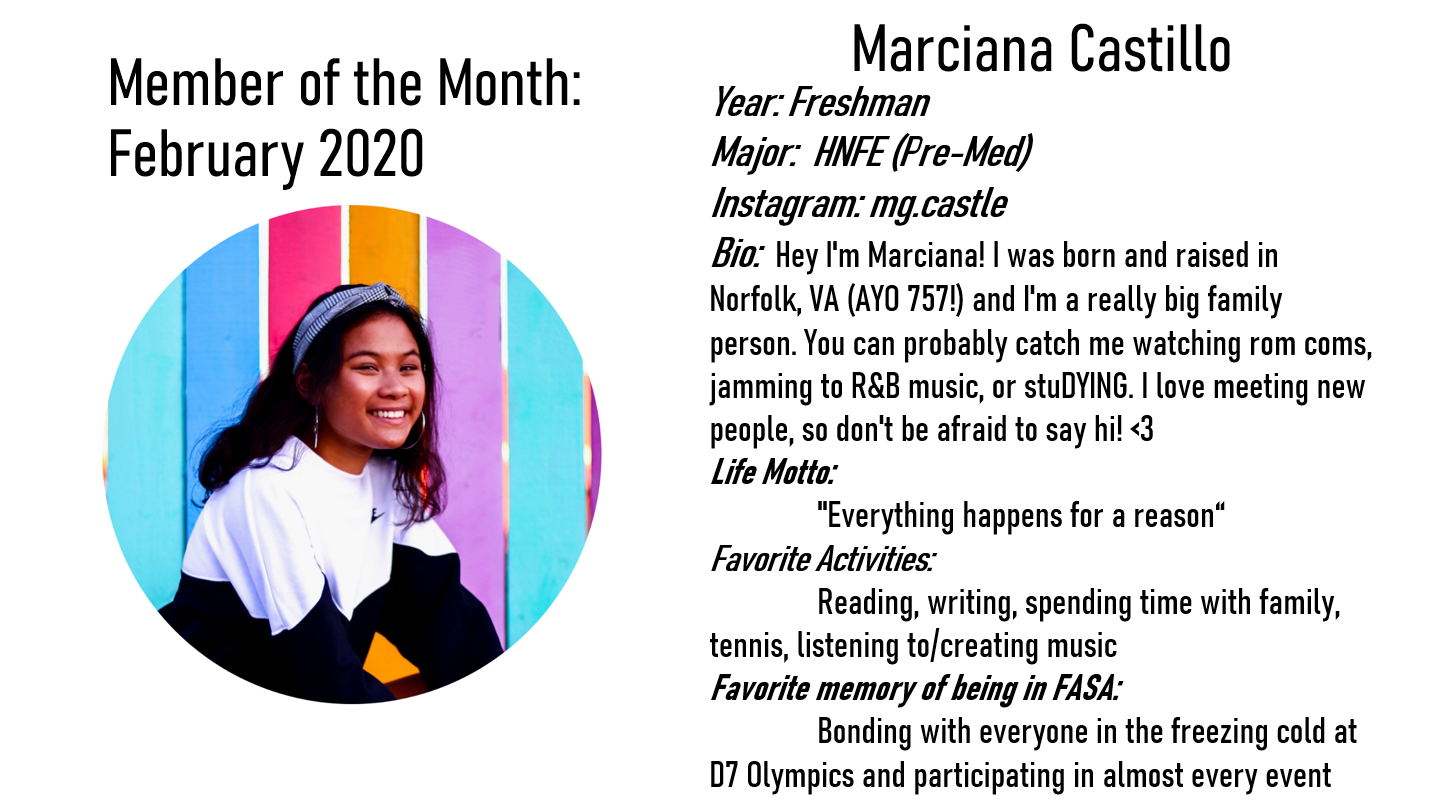 Member of the Month:
February 2020
Marciana Castillo
Year: Freshman
Major:  HNFE (Pre-Med)
Instagram: mg.castle
Bio:  Hey I'm Marciana! I was born and raised in
Norfolk, VA (AYO 757!) and I'm a really big family
person. You can probably catch me watching rom coms,
jamming to R&B music, or stuDYING. I love meeting new
people, so don't be afraid to say hi! <3
Life Motto:
"Everything happens for a reason“
Favorite Activities:
Reading, writing, spending time with family,
tennis, listening to/creating music
Favorite memory of being in FASA:
Bonding with everyone in the freezing cold at
D7 Olympics and participating in almost every event